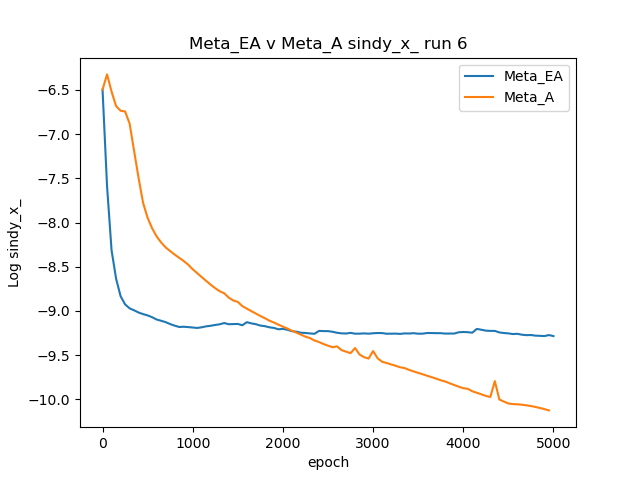 Meta_EA v Meta_A sindy_x_ run 6
Meta_EA
Meta_A
Log sindy_x_
−6.5
−7.0
−7.5
−8.0
−8.5
−9.0
−9.5
−10.0
0 1000 2000 3000 4000 5000
epoch